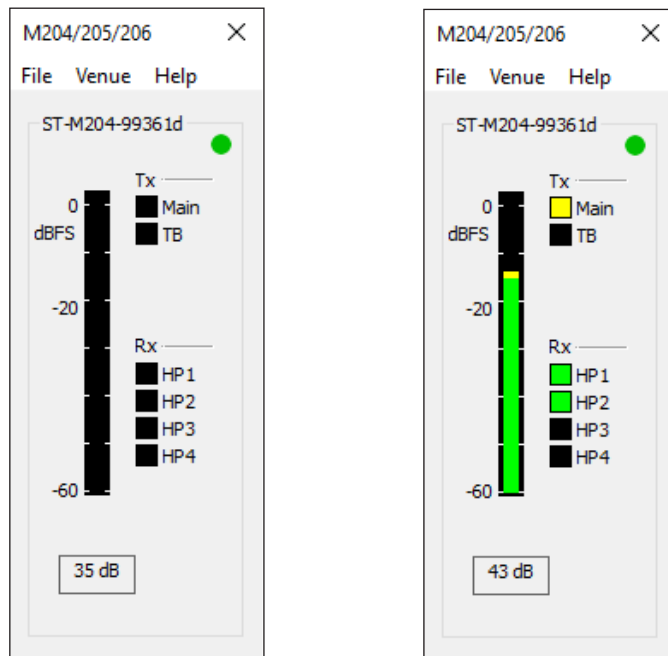 M204/205/206
File Venue Help
ST-M204-99361d
Tx
0
Main
dBFS
TB
-20
Rx
HP1
HP2
HP3
HP4
-60
35 dB
M204/205/206
File Venue Help
ST-M204-99361d
Tx
0
Main
dBFS
TB
-20
Rx
HP1
HP2
HP3
HP4
-60
43 dB